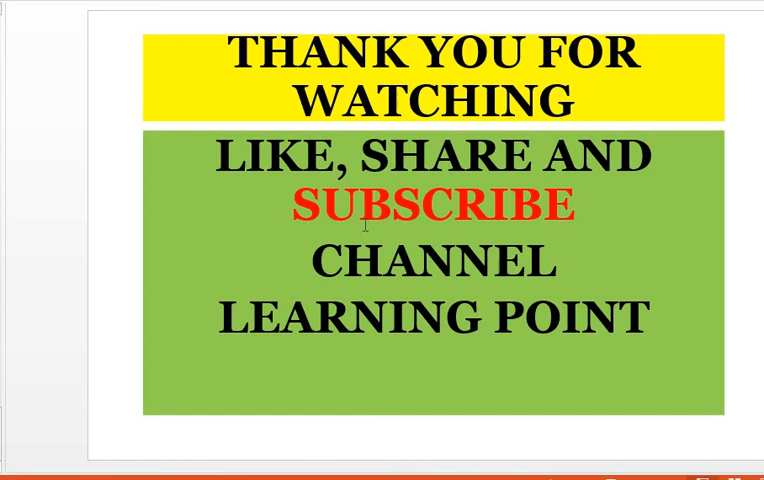 THANK YOU FOR
WATCHING
LIKE, SHARE AND
SUBSCRIBE
CHANNEL
LEARNING POINT